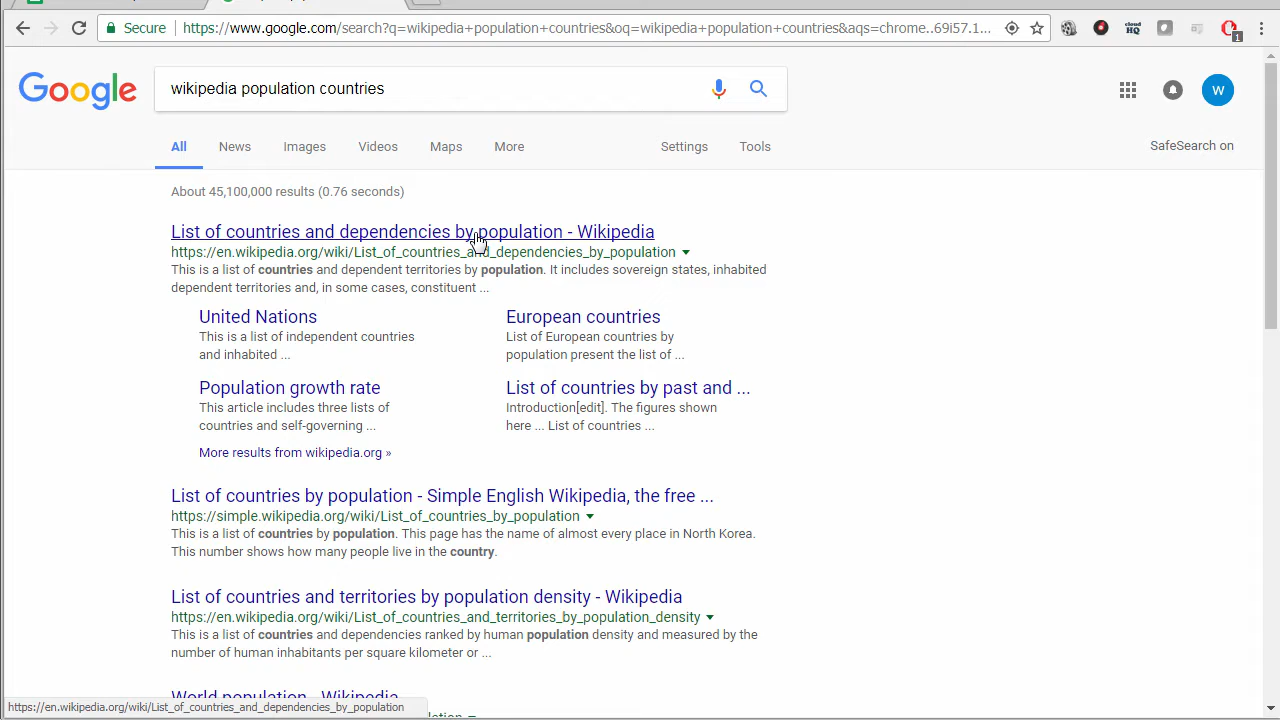 Secure https://www.google.com/search?q=wikipedia+population+countries&oq=wikipedia+population+countries&aqs=chrome..69i57.1...
cloud HQ
1
Google
wikipedia population countries
W
All News Images Videos Maps More Settings Tools SafeSearch on
About 45,100,000 results (0.76 seconds)
List of countries and dependencies by population - Wikipedia
https://en.wikipedia.org/wiki/List_of_countries_and_dependencies_by_population
This is a list of countries and dependent territories by population. It includes sovereign states, inhabited
dependent territories and, in some cases, constituent ...
United Nations
This is a list of independent countries
and inhabited ...
European countries
List of European countries by
population present the list of ...
Population growth rate
This article includes three lists of
countries and self-governing ...
List of countries by past and ...
Introduction[edit]. The figures shown
here ... List of countries ...
More results from wikipedia.org »
List of countries by population - Simple English Wikipedia, the free ...
https://simple.wikipedia.org/wiki/List_of_countries_by_population
This is a list of countries by population. This page has the name of almost every place in North Korea.
This number shows how many people live in the country.
List of countries and territories by population density - Wikipedia
https://en.wikipedia.org/wiki/List_of_countries_and_territories_by_population_density
This is a list of countries and dependencies ranked by human population density and measured by the
number of human inhabitants per square kilometer or ...
World population - Wikipedia
https://en.wikipedia.org/wiki/List_of_countries_and_dependencies_by_population